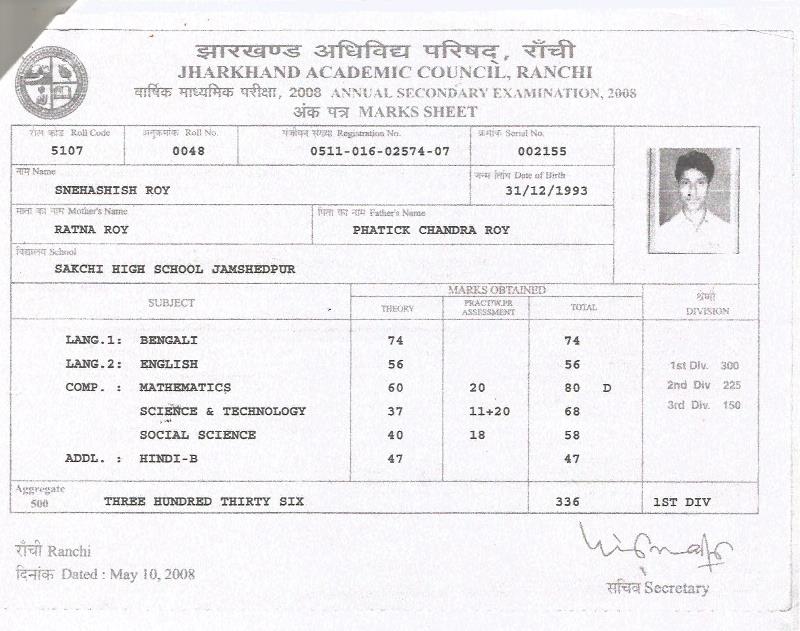 झारखण्ड अधिविद्य परिषद्, राँची
JHARKHAND ACADEMIC COUNCIL, RANCHI
वार्षिक माध्यमिक परीक्षा, 2008 ANNUAL SECONDARY EXAMINATION, 2008
अंक पत्र MARKS SHEET
रोल कोड Roll Code अनुक्रमांक Roll No. पंजीयन संख्या Registration No. क्रमांक Serial No.
5107 0048 0511-016-02574-07 002155
नाम Name जन्म तिथि Date of Birth
SNEHASHISH ROY 31/12/1993
माता का नाम Mother's Name पिता का नाम Father's Name
RATNA ROY PHATICK CHANDRA ROY
विद्यालय School
SAKCHI HIGH SCHOOL JAMSHEDPUR
SUBJECT MARKS OBTAINED श्रेणी DIVISION
THEORY PRACT/W.PR ASSESSMENT TOTAL
LANG.1: BENGALI 74 74
LANG.2: ENGLISH 56 56
COMP. : MATHEMATICS 60 20 80 D
SCIENCE & TECHNOLOGY 37 11+20 68
SOCIAL SCIENCE 40 18 58
ADDL. : HINDI-B 47 47
1st Div. 300
2nd Div 225
3rd Div. 150
Aggregate 500 THREE HUNDRED THIRTY SIX 336 1ST DIV
राँची Ranchi
दिनांक Dated : May 10, 2008
सचिव Secretary